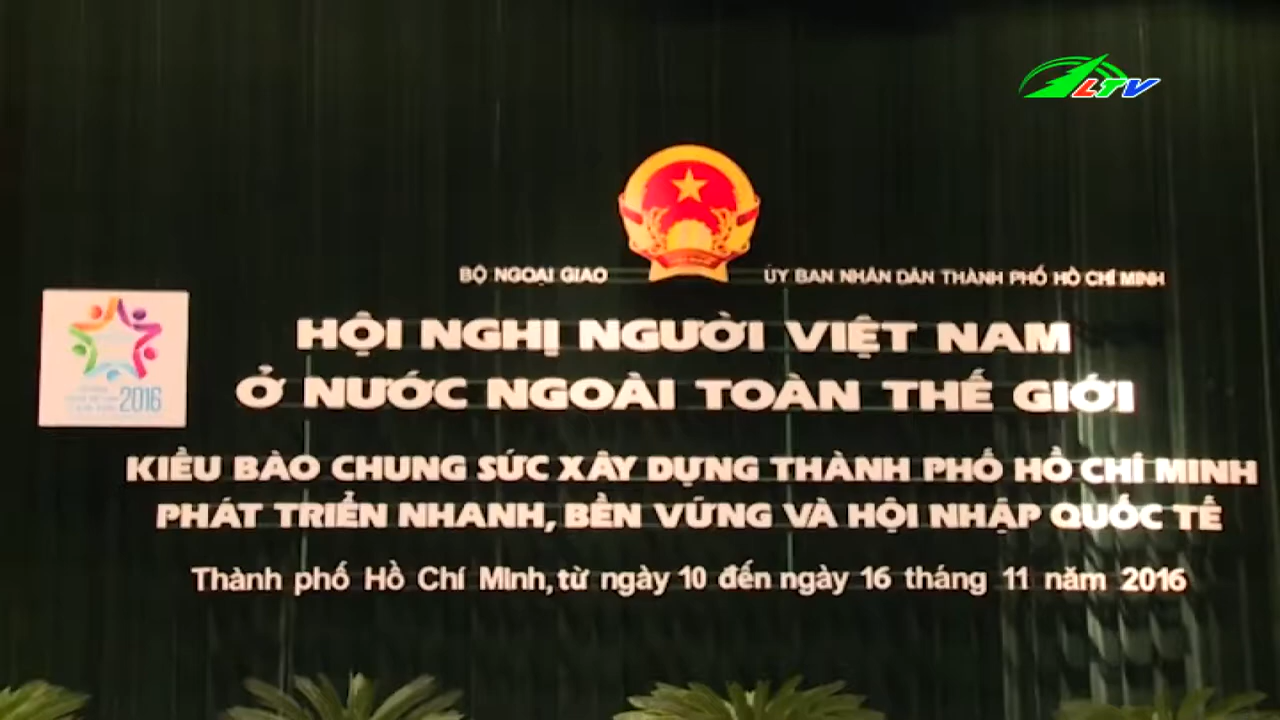 LTV
BỘ NGOẠI GIAO
ỦY BAN NHÂN DÂN THÀNH PHỐ HỒ CHÍ MINH
HỘI NGHỊ NGƯỜI VIỆT NAM
Ở NƯỚC NGOÀI TOÀN THẾ GIỚI
2016
KIỀU BÀO CHUNG SỨC XÂY DỰNG THÀNH PHỐ HỒ CHÍ MINH
PHÁT TRIỂN NHANH, BỀN VỮNG VÀ HỘI NHẬP QUỐC TẾ
Thành phố Hồ Chí Minh, từ ngày 10 đến ngày 16 tháng 11 năm 2016